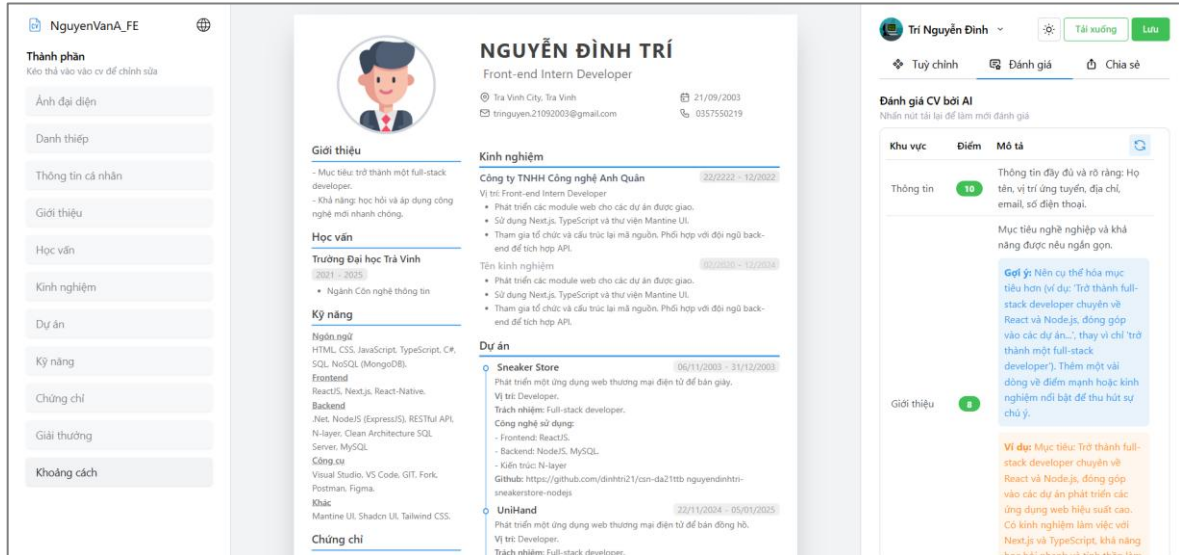 NguyenVanA_FE
Thành phần
Kéo thả vào vào cv để chỉnh sửa
Ảnh đại diện
Danh thiếp
Thông tin cá nhân
Giới thiệu
Học vấn
Kinh nghiệm
Dự án
Kỹ năng
Chứng chỉ
Giải thưởng
Khoảng cách
NGUYỄN ĐÌNH TRÍ
Front-end Intern Developer
Tra Vinh City, Tra Vinh
21/09/2003
tringuyen.21092003@gmail.com
0357550219
Giới thiệu
- Mục tiêu: trở thành một full-stack
developer.
- Khả năng: học hỏi và áp dụng công
nghệ mới nhanh chóng.
Học vấn
Trường Đại học Trà Vinh
2021 - 2025
• Ngành Côn nghệ thông tin
Kỹ năng
Ngôn ngữ
HTML, CSS, JavaScript, TypeScript, C#,
SQL, NoSQL (MongoDB).
Frontend
ReactJS, Next.js, React-Native.
Backend
.Net, NodeJS (ExpressJS), RESTful API,
N-layer, Clean Architecture SQL
Server, MySQL
Công cụ
Visual Studio, VS Code, GIT, Fork,
Postman, Figma.
Khác
Mantine UI, Shadcn UI, Tailwind CSS.
Chứng chỉ
Kinh nghiệm
Công ty TNHH Công nghệ Anh Quân
22/2222 - 12/2022
Vị trí: Front-end Intern Developer
• Phát triển các module web cho các dự án được giao.
• Sử dụng Next.js, TypeScript và thư viện Mantine UI.
• Tham gia tổ chức và cấu trúc lại mã nguồn. Phối hợp với đội ngũ back-
end để tích hợp API.
Tên kinh nghiệm
02/2020 - 12/2024
• Phát triển các module web cho các dự án được giao.
• Sử dụng Next.js, TypeScript và thư viện Mantine UI.
• Tham gia tổ chức và cấu trúc lại mã nguồn. Phối hợp với đội ngũ back-
end để tích hợp API.
Dự án
Sneaker Store
06/11/2003 - 31/12/2003
Phát triển một ứng dụng web thương mại điện tử để bán giày.
Vị trí: Developer.
Trách nhiệm: Full-stack developer.
Công nghệ sử dụng:
- Frontend: ReactJS.
- Backend: NodeJS, MySQL.
- Kiến trúc: N-layer
Github: https://github.com/dinhtri21/csn-da21ttb nguyendinhtri-
sneakerstore-nodejs
UniHand
22/11/2024 - 05/01/2025
Phát triển một ứng dụng web thương mại điện tử để bán đồng hồ.
Vị trí: Developer.
Trách nhiệm: Full-stack developer.
Trí Nguyễn Đình
Tải xuống
Lưu
Tuỳ chỉnh
Đánh giá
Chia sẻ
Đánh giá CV bởi AI
Nhấn nút tải lại để làm mới đánh giá
Khu vực
Điểm
Mô tả
Thông tin
10
Thông tin đầy đủ và rõ ràng: Họ
tên, vị trí ứng tuyển, địa chỉ,
email, số điện thoại.
Giới thiệu
8
Mục tiêu nghề nghiệp và khả
năng được nêu ngắn gọn.
Gợi ý: Nên cụ thể hóa mục
tiêu hơn (ví dụ: 'Trở thành full-
stack developer chuyên về
React và Node.js, đóng góp
vào các dự án...', thay vì chỉ 'trở
thành một full-stack
developer'). Thêm một vài
dòng về điểm mạnh hoặc kinh
nghiệm nổi bật để thu hút sự
chú ý.
Ví dụ: Mục tiêu: Trở thành full-
stack developer chuyên về
React và Node.js, đóng góp
vào các dự án phát triển các
ứng dụng web hiệu suất cao.
Có kinh nghiệm làm việc với
Next.js và TypeScript, khả năng
học hỏi nhanh và tinh thần làm